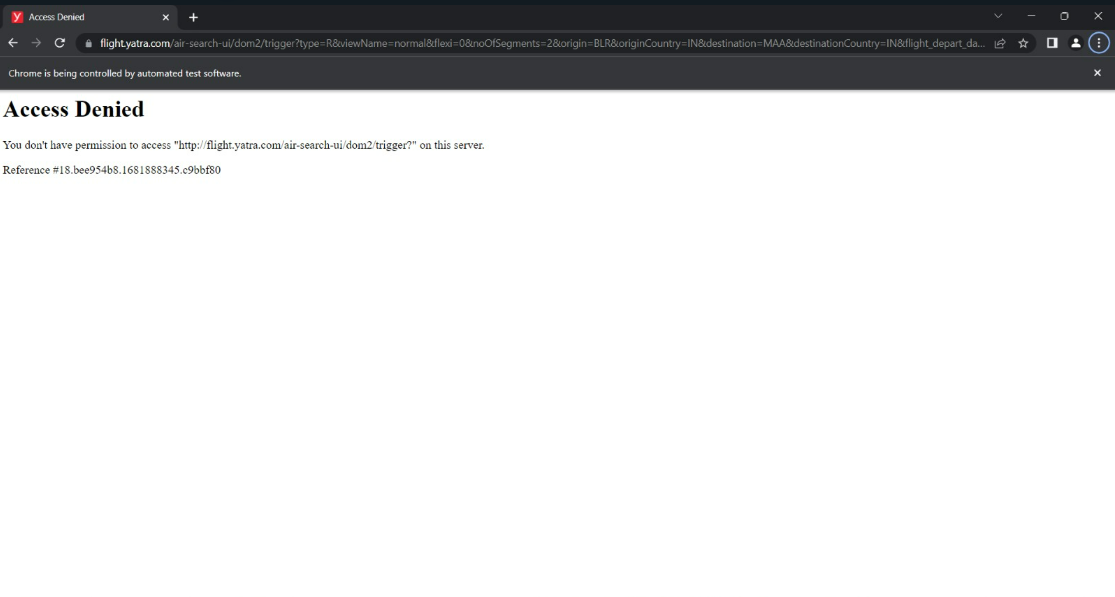 Access Denied
flight.yatra.com/air-search-ui/dom2/trigger?type=R&viewName=normal&flexi=0&noOfSegments=2&origin=BLR&originCountry=IN&destination=MAA&destinationCountry=IN&flight_depart_da...
Chrome is being controlled by automated test software.
Access Denied
You don't have permission to access "http://flight.yatra.com/air-search-ui/dom2/trigger?" on this server.
Reference #18.bee954b8.1681888345.c9bbf80